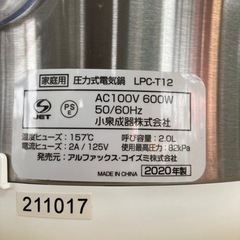 家庭用 圧力式電気鍋 LPC-T12
S JET
PS E
AC100V 600W
50/60Hz
小泉成器株式会社
温度ヒューズ：157℃ 呼び容量：2.0L
電流ヒューズ：2A / 125V 使用最高圧力：82kPa
発売元：アルファックス・コイズミ株式会社
MADE IN CHINA 2020年製
211017